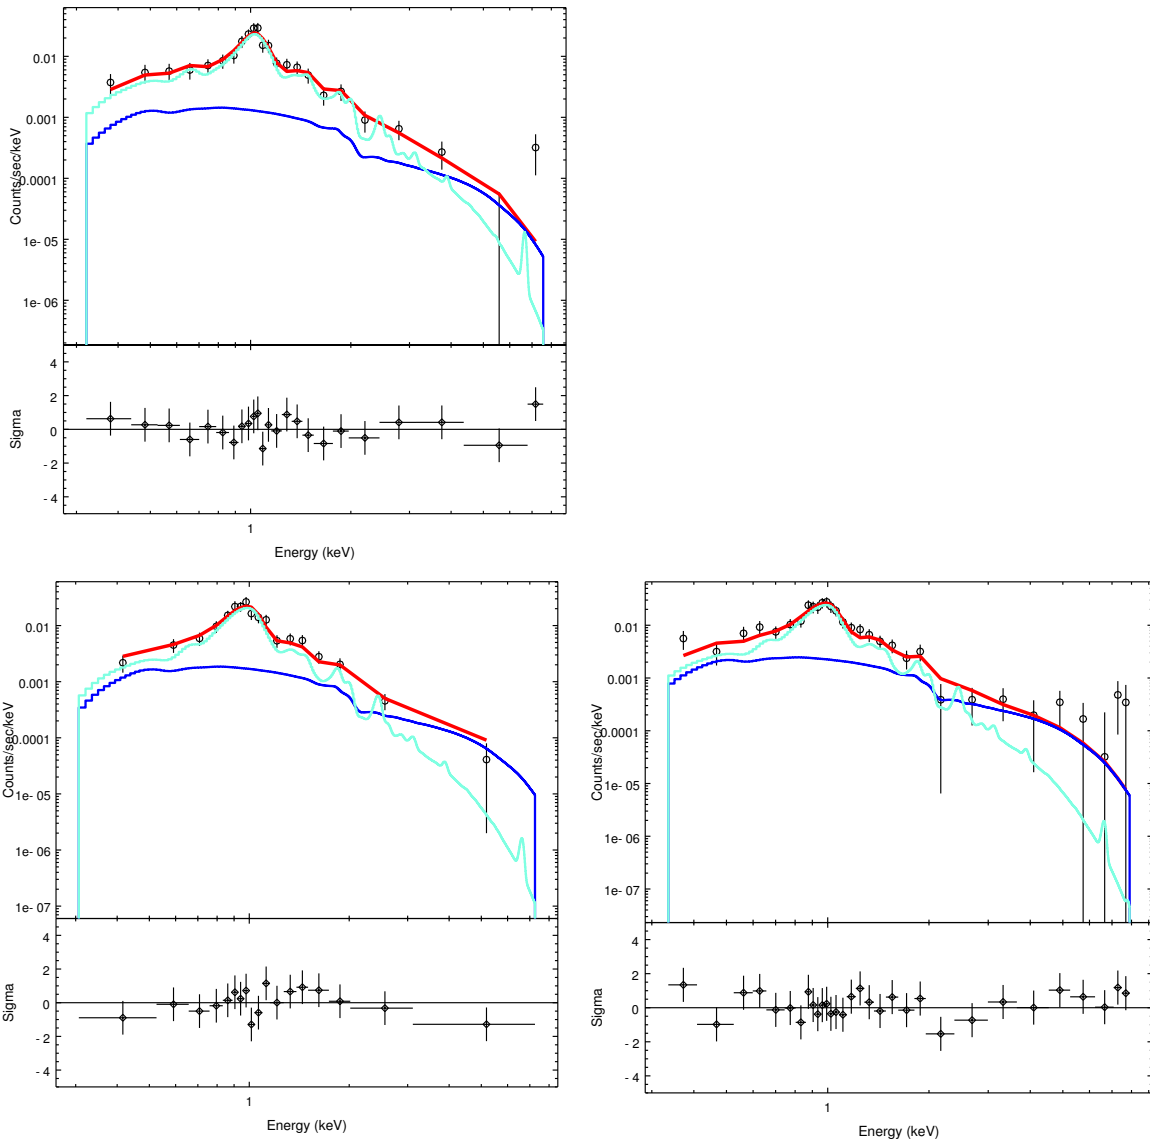 0.01
0.001
0.0001
1e- 05
1e- 06
Counts/sec/keV
4
2
0
- 2
- 4
Sigma
1
Energy (keV)
0.01
0.001
0.0001
1e- 05
1e- 06
1e- 07
Counts/sec/keV
4
2
0
- 2
- 4
Sigma
1
Energy (keV)
0.01
0.001
0.0001
1e- 05
1e- 06
1e- 07
Counts/sec/keV
4
2
0
- 2
- 4
Sigma
1
Energy (keV)